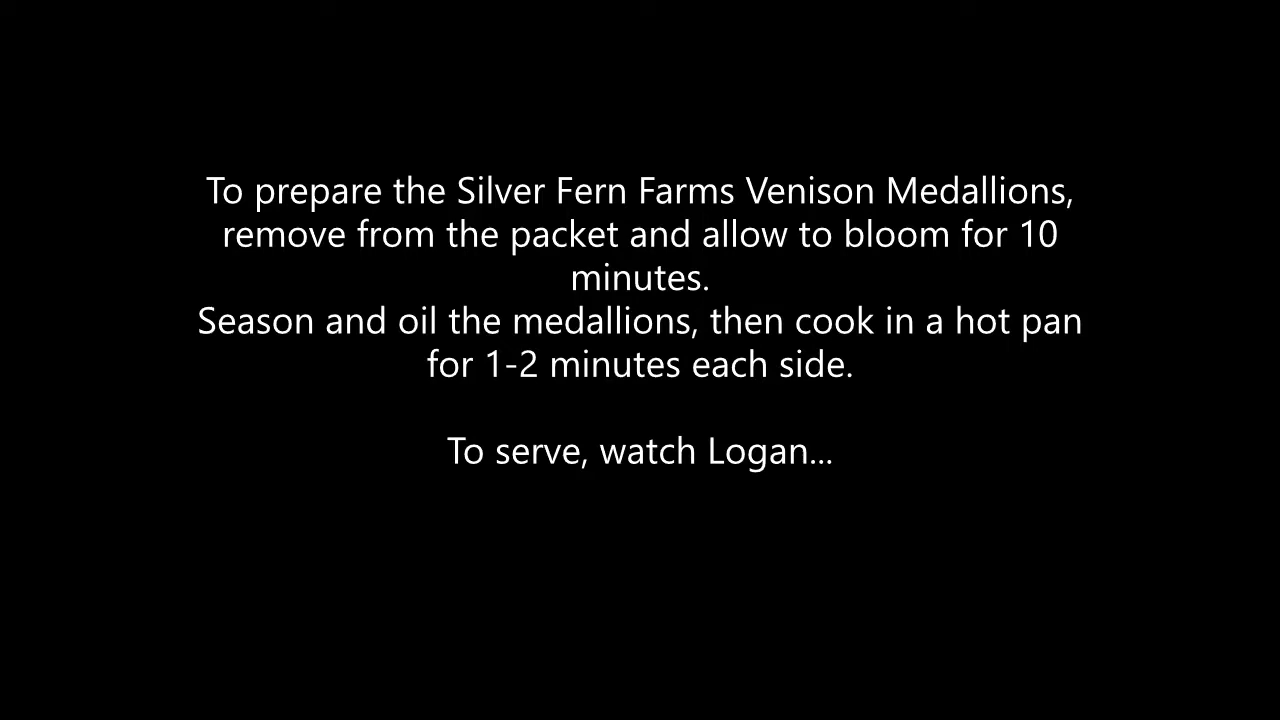 To prepare the Silver Fern Farms Venison Medallions,
remove from the packet and allow to bloom for 10
minutes.
Season and oil the medallions, then cook in a hot pan
for 1-2 minutes each side.
To serve, watch Logan...